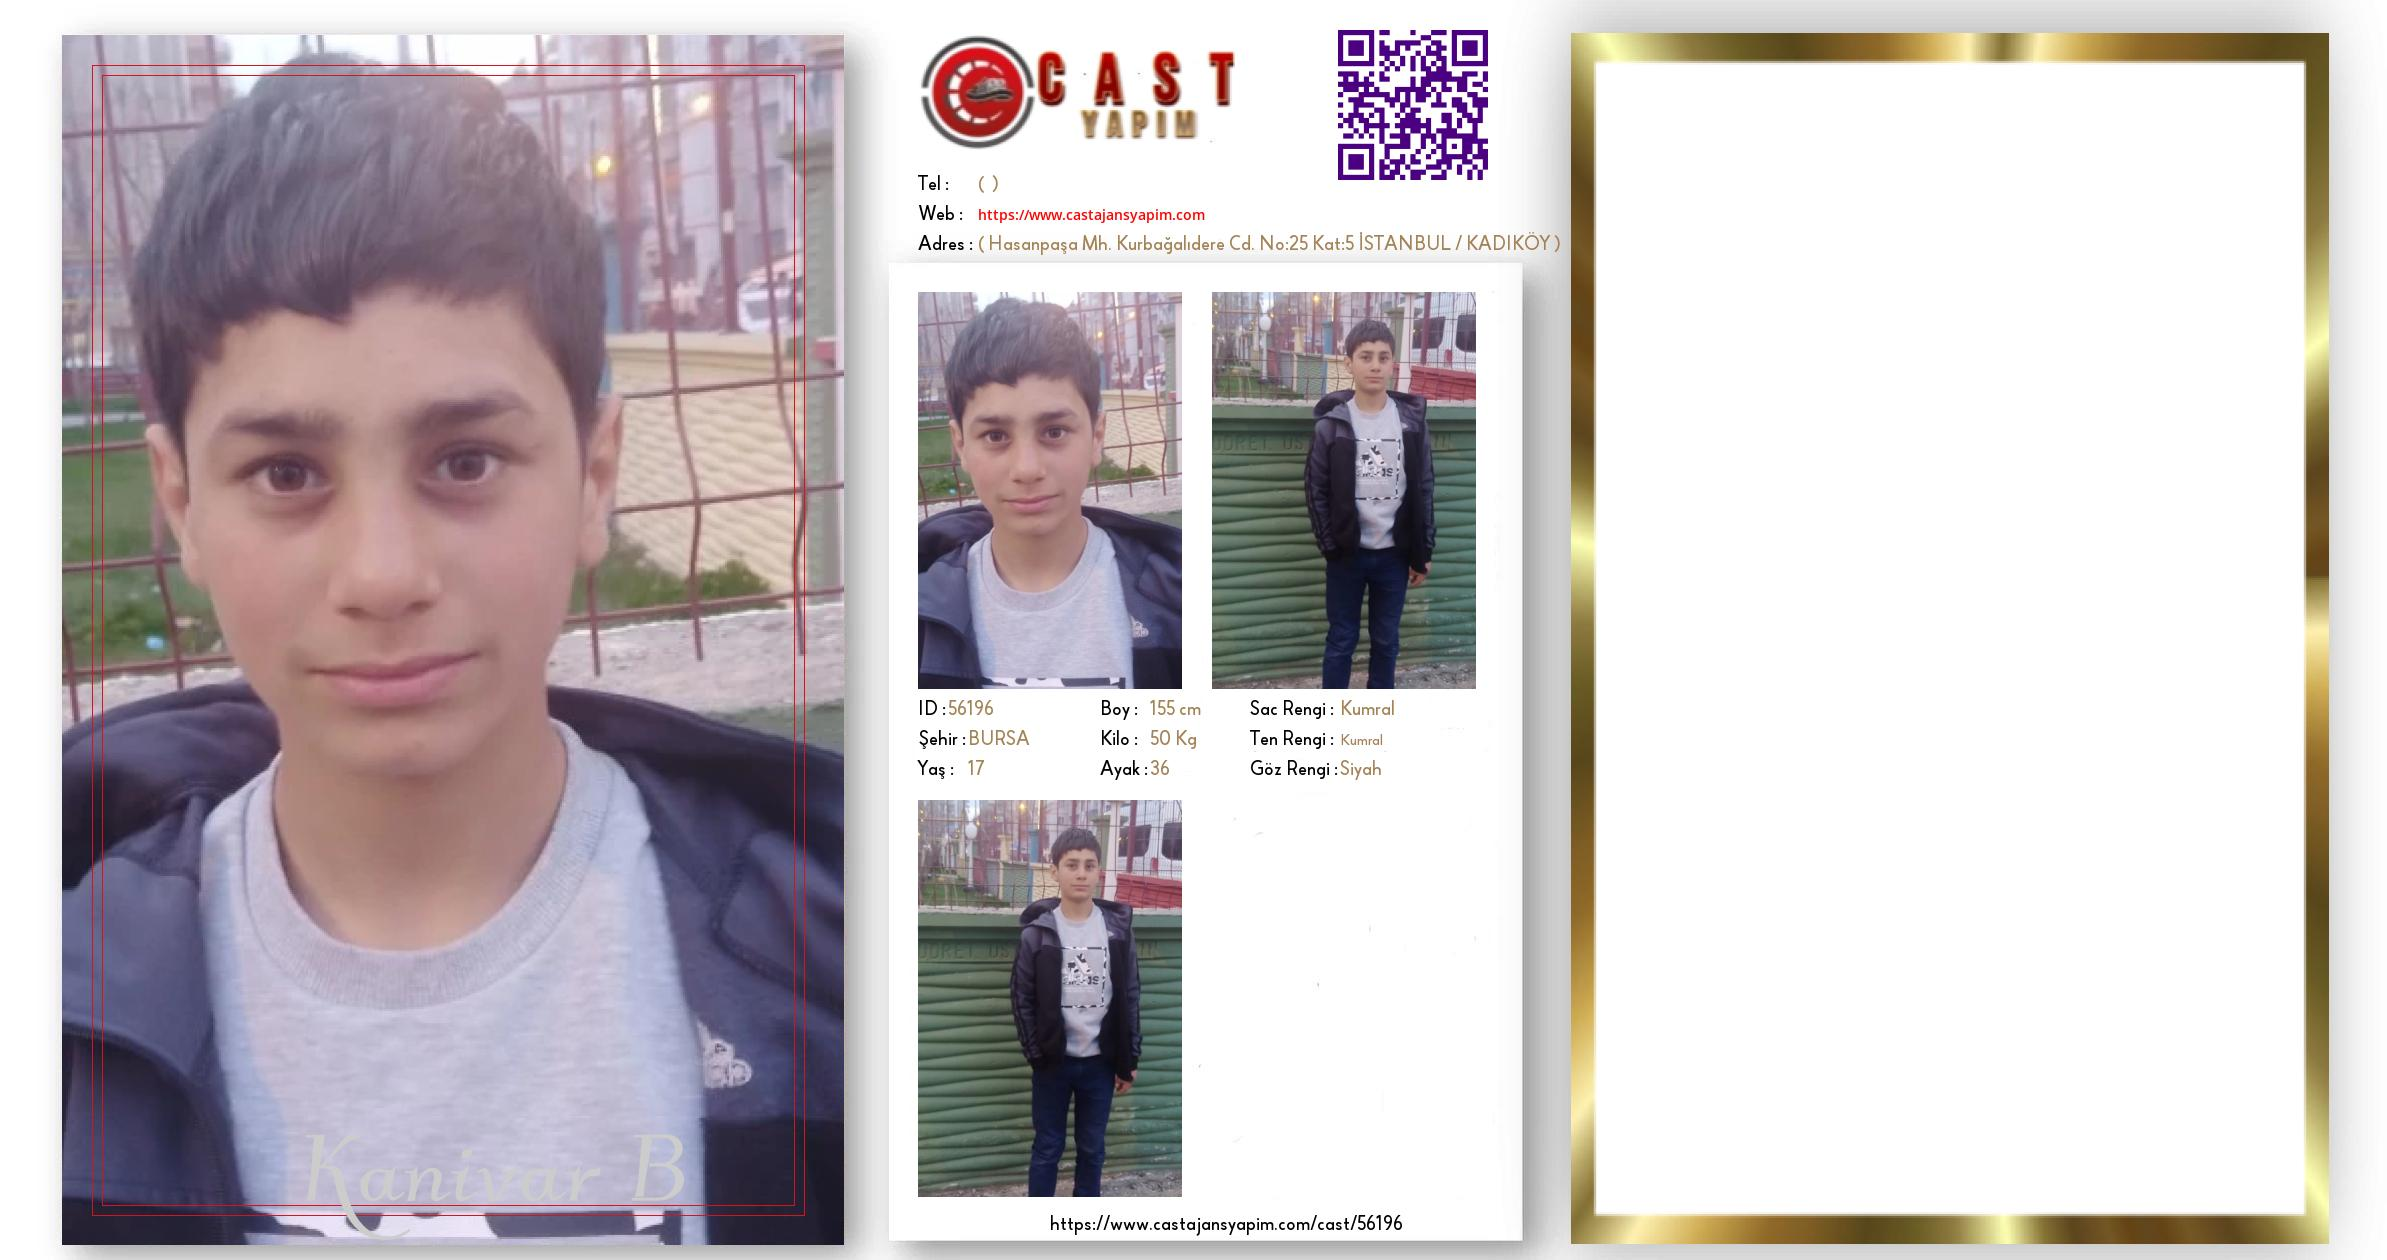 Kanivar B
CAST
YAPIM
Tel : ( )
Web : https://www.castajansyapim.com
Adres : ( Hasanpaşa Mh. Kurbağalıdere Cd. No:25 Kat:5 İSTANBUL / KADIKÖY )
ID : 56196 Boy : 155 cm Sac Rengi : Kumral
Şehir : BURSA Kilo : 50 Kg Ten Rengi : Kumral
Yaş : 17 Ayak : 36 Göz Rengi : Siyah
https://www.castajansyapim.com/cast/56196